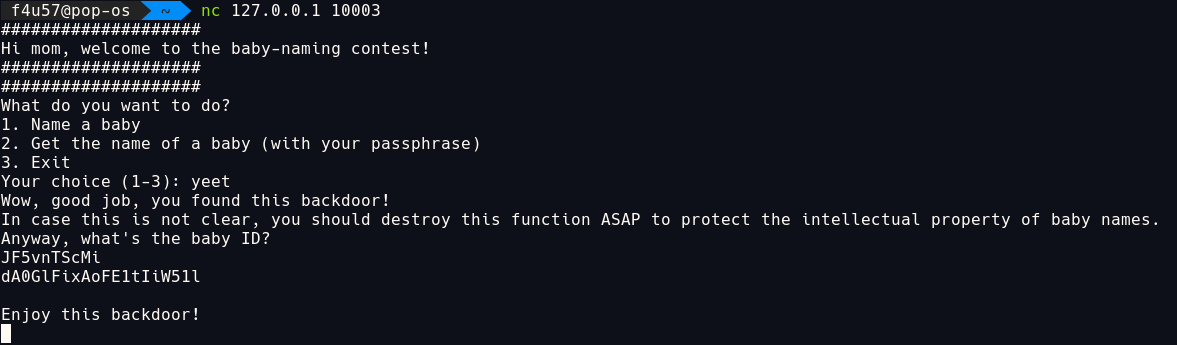 f4u57@pop-os ~ nc 127.0.0.1 10003
####################
Hi mom, welcome to the baby-naming contest!
####################
####################
What do you want to do?
1. Name a baby
2. Get the name of a baby (with your passphrase)
3. Exit
Your choice (1-3): yeet
Wow, good job, you found this backdoor!
In case this is not clear, you should destroy this function ASAP to protect the intellectual property of baby names.
Anyway, what's the baby ID?
JF5vnTScMi
dA0GlFixAoFE1tIiW51l
Enjoy this backdoor!